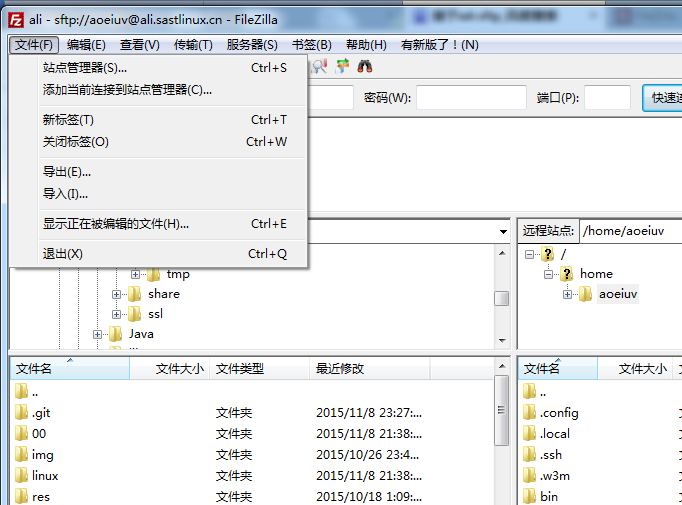 ali - sftp://aoeiuv@ali.sastlinux.cn - FileZilla
文件(F) 编辑(E) 查看(V) 传输(T) 服务器(S) 书签(B) 帮助(H) 有新版了！(N)
站点管理器(S)... Ctrl+S
添加当前连接到站点管理器(C)...
密码(W): 端口(P): 快速连
新标签(T) Ctrl+T
关闭标签(O) Ctrl+W
导出(E)...
导入(I)...
显示正在被编辑的文件(H)... Ctrl+E
退出(X) Ctrl+Q
tmp
share
ssl
Java
远程站点: /home/aoeiuv
/
home
aoeiuv
文件名 文件大小 文件类型 最近修改
..
.git 文件夹 2015/11/8 23:27:...
00 文件夹 2015/11/8 21:38:...
img 文件夹 2015/10/26 23:4...
linux 文件夹 2015/11/8 21:38:...
res 文件夹 2015/10/18 1:09:...
文件名 文件大小
..
.config
.local
.ssh
.w3m
bin